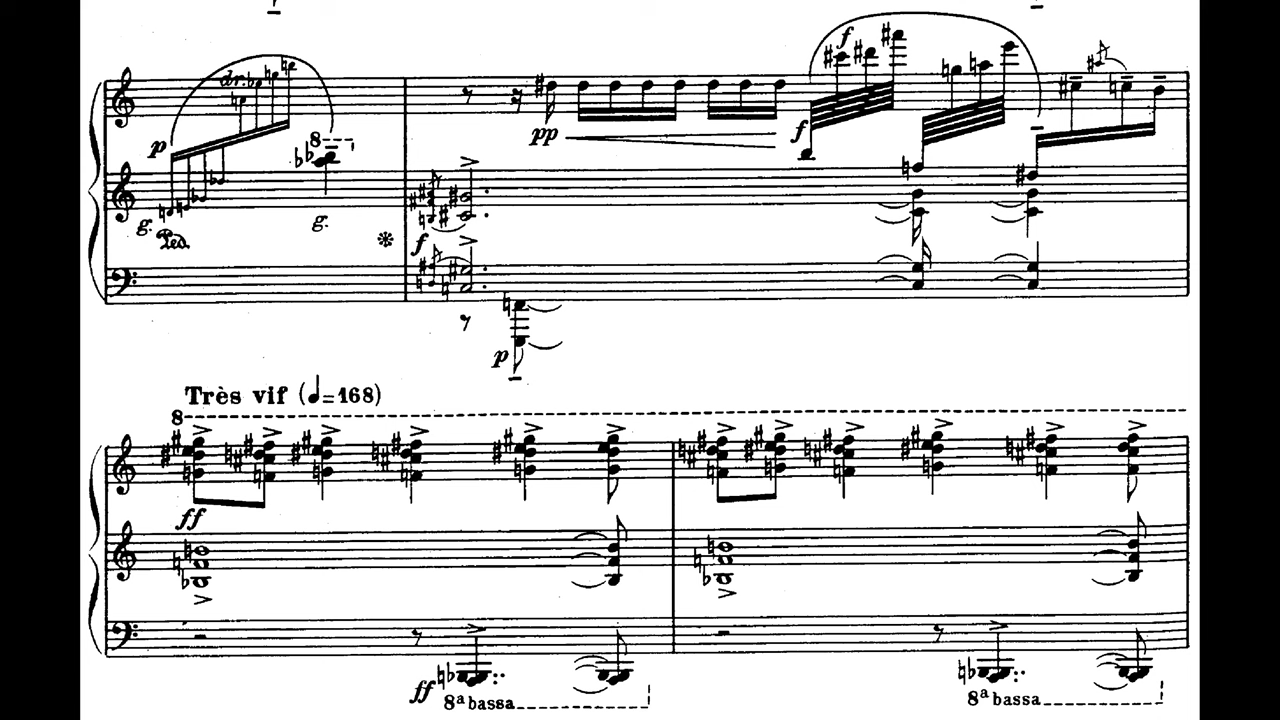 dr.
p
8
g.
Ped.
g.
f
pp
f
f
p
Très vif (♩=168)
8
ff
ff
8ª bassa
8ª bassa